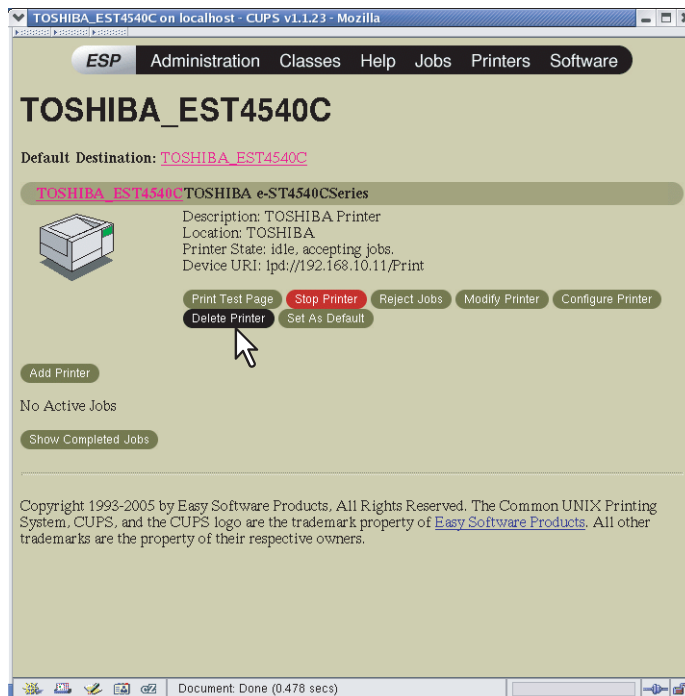 TOSHIBA_EST4540C on localhost - CUPS v1.1.23 - Mozilla
ESP Administration Classes Help Jobs Printers Software
TOSHIBA_EST4540C
Default Destination: TOSHIBA_EST4540C
TOSHIBA_EST4540C TOSHIBA e-ST4540CSeries
Description: TOSHIBA Printer
Location: TOSHIBA
Printer State: idle, accepting jobs.
Device URI: lpd://192.168.10.11/Print
Print Test Page Stop Printer Reject Jobs Modify Printer Configure Printer
Delete Printer Set As Default
Add Printer
No Active Jobs
Show Completed Jobs
Copyright 1993-2005 by Easy Software Products, All Rights Reserved. The Common UNIX Printing
System, CUPS, and the CUPS logo are the trademark property of Easy Software Products. All other
trademarks are the property of their respective owners.
Document: Done (0.478 secs)